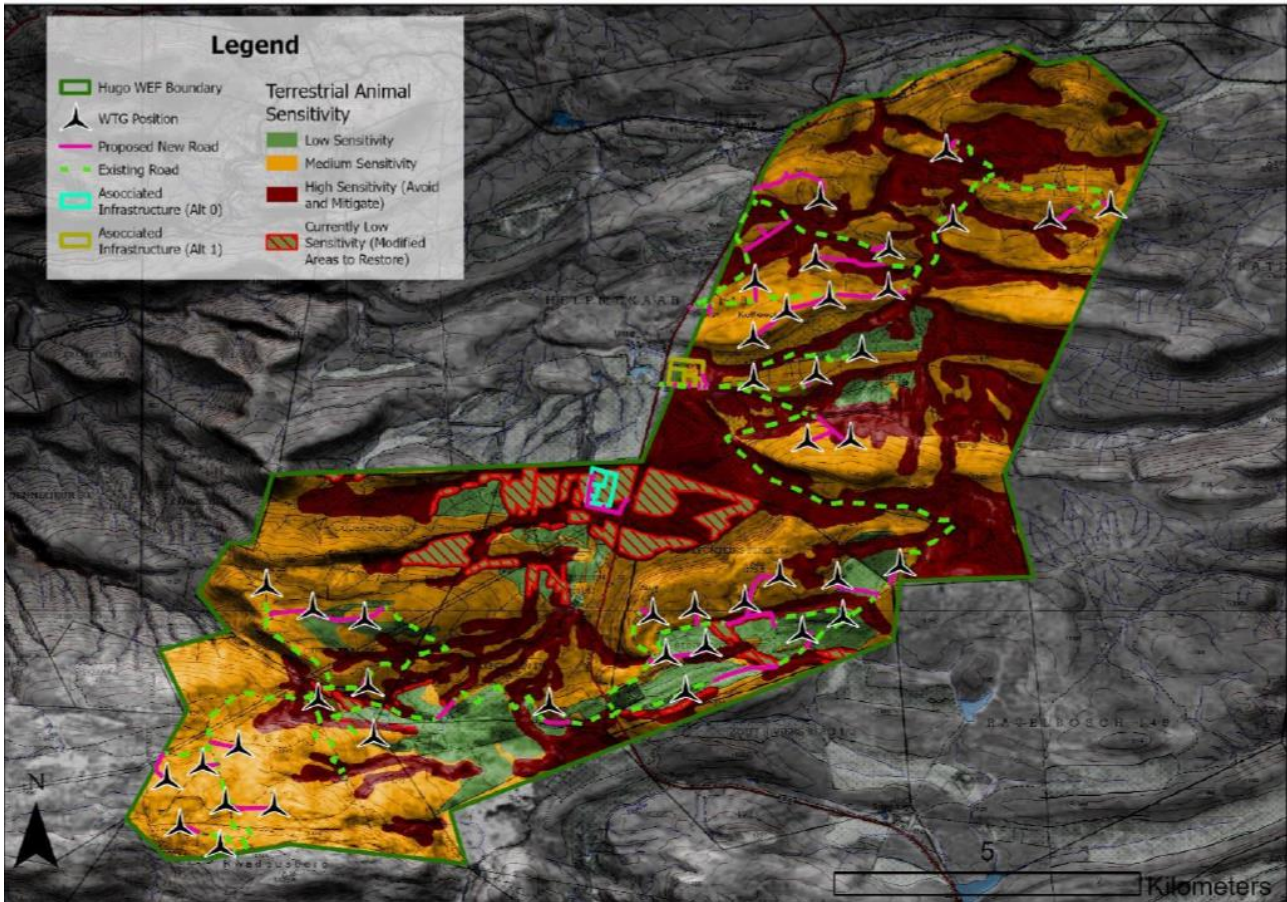 Legend
Hugo WEF Boundary
WTG Position
Proposed New Road
Existing Road
Asocciated
Infrastructure (Alt 0)
Asocciated
Infrastructure (Alt 1)
Terrestrial Animal
Sensitivity
Low Sensitivity
Medium Sensitivity
High Sensitivity (Avoid
and Mitigate)
Currently Low
Sensitivity (Modified
Areas to Restore)
N
5
Kilometers